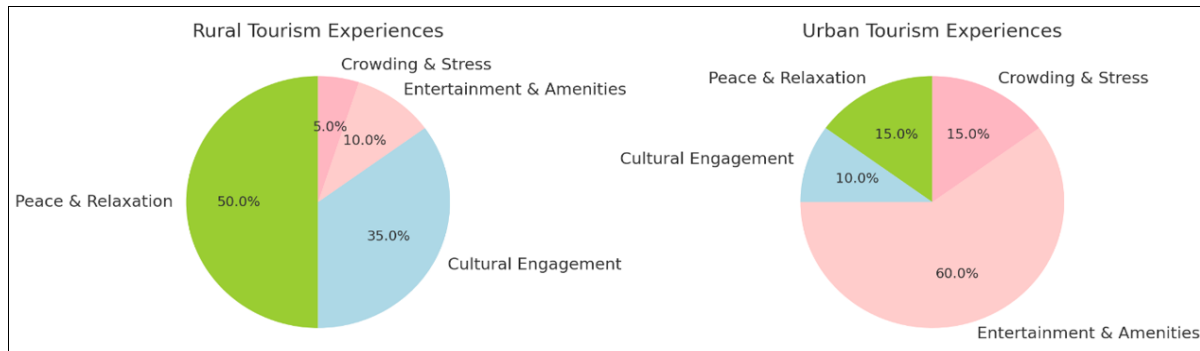 Rural Tourism Experiences
Crowding & Stress
Entertainment & Amenities
5.0%
10.0%
Peace & Relaxation
50.0%
35.0%
Cultural Engagement
Urban Tourism Experiences
Peace & Relaxation
Crowding & Stress
15.0%
15.0%
Cultural Engagement
10.0%
60.0%
Entertainment & Amenities